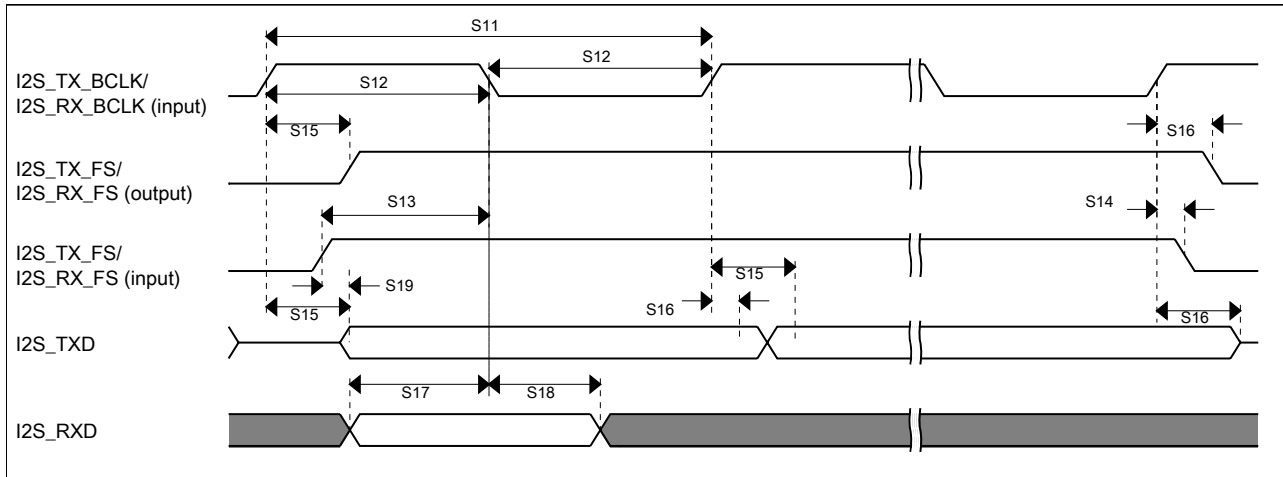 S11
S12
I2S_TX_BCLK/
I2S_RX_BCLK (input)
S12
S15
S16
I2S_TX_FS/
I2S_RX_FS (output)
S13
S14
I2S_TX_FS/
I2S_RX_FS (input)
S15
S19
S16
S15
S16
I2S_TXD
S17
S18
I2S_RXD